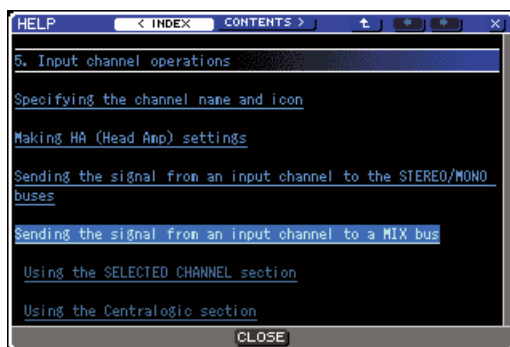 HELP
< INDEX
CONTENTS >
X
5. Input channel operations
Specifying the channel name and icon
Making HA (Head Amp) settings
Sending the signal from an input channel to the STEREO/MONO
buses
Sending the signal from an input channel to a MIX bus
Using the SELECTED CHANNEL section
Using the Centralogic section
CLOSE